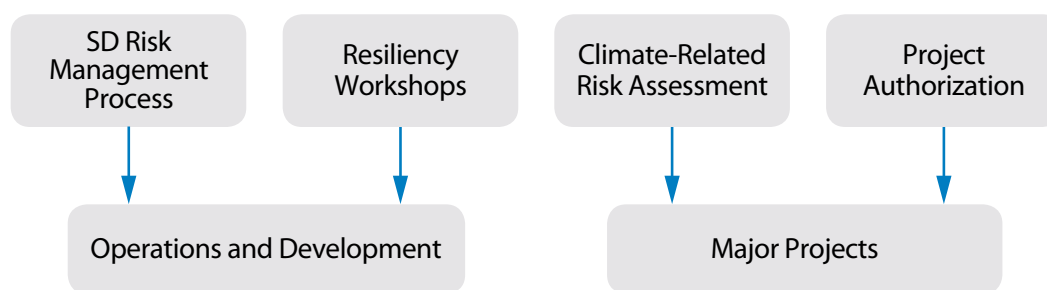 SD Risk
Management
Process
Resiliency
Workshops
Climate-Related
Risk Assessment
Project
Authorization
Operations and Development
Major Projects